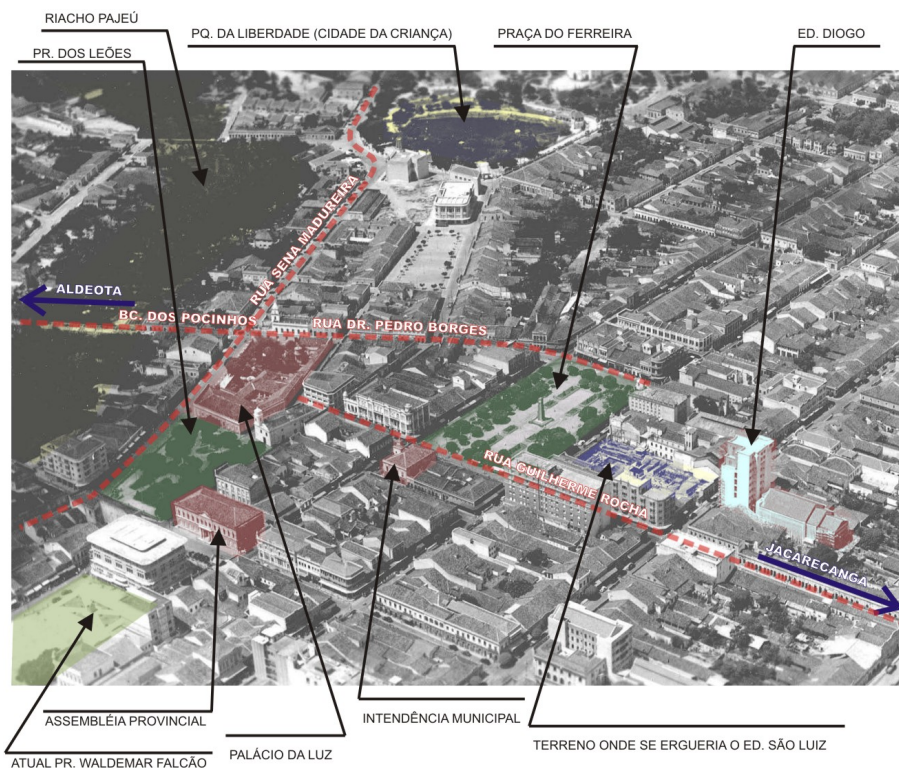 RIACHO PAJEÚ
PQ. DA LIBERDADE (CIDADE DA CRIANÇA)
PRAÇA DO FERREIRA
ED. DIOGO
PR. DOS LEÕES
RUA SENA MADUREIRA
ALDEOTA
BC. DOS POCINHOS
RUA DR. PEDRO BORGES
RUA GUILHERME ROCHA
JACARECANGA
ASSEMBLÉIA PROVINCIAL
INTENDÊNCIA MUNICIPAL
ATUAL PR. WALDEMAR FALCÃO
PALÁCIO DA LUZ
TERRENO ONDE SE ERGUERIA O ED. SÃO LUIZ